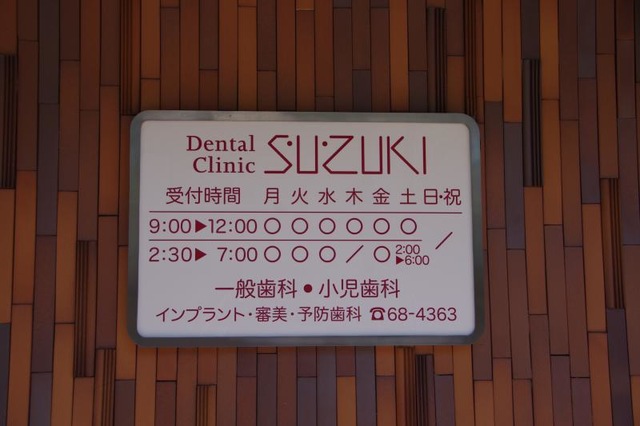 Dental Clinic SUZUKI
受付時間 月 火 水 木 金 土 日・祝
9:00▶12:00 ○ ○ ○ ○ ○ ○ ／
2:30▶7:00 ○ ○ ○ ／ ○ 2:00▶6:00
一般歯科●小児歯科
インプラント・審美・予防歯科 ☎68-4363